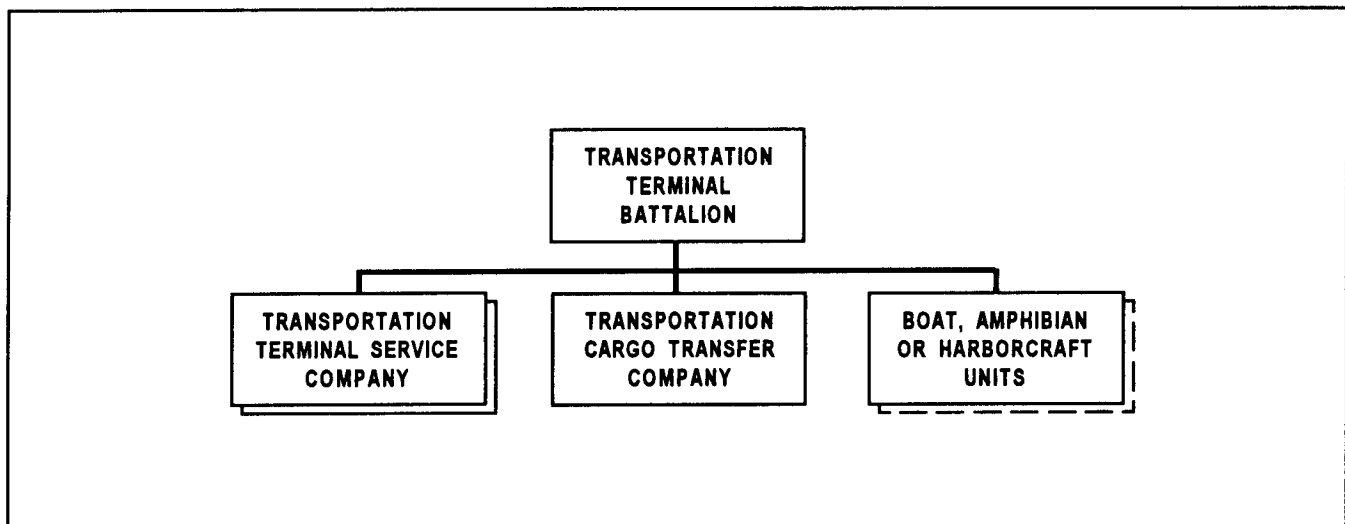 TRANSPORTATION
TERMINAL
BATTALION
TRANSPORTATION
TERMINAL SERVICE
COMPANY
TRANSPORTATION
CARGO TRANSFER
COMPANY
BOAT, AMPHIBIAN
OR HARBORCRAFT
UNITS